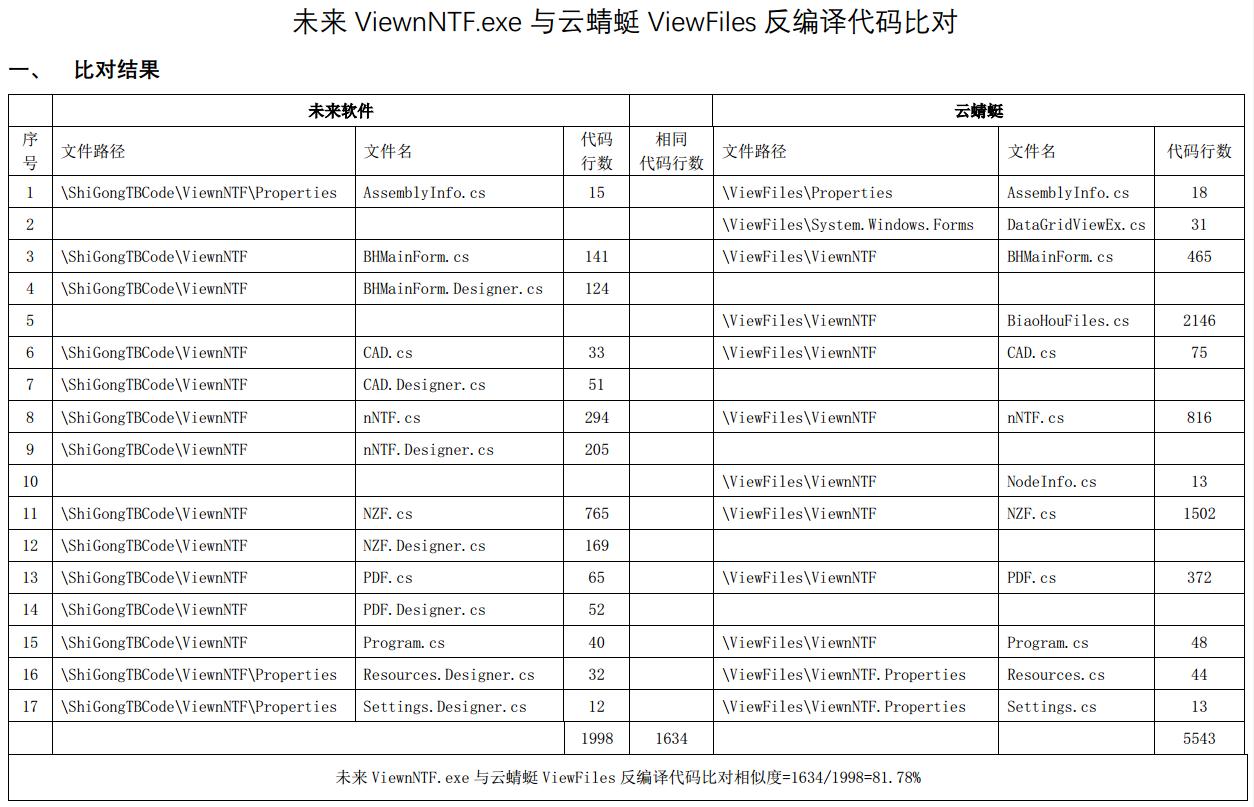 未来 ViewnNTF.exe 与云蜻蜓 ViewFiles 反编译代码比对
一、 比对结果
未来软件 云蜻蜓
序号 文件路径 文件名 代码行数 相同代码行数 文件路径 文件名 代码行数
1 \ShiGongTBCode\ViewnNTF\Properties AssemblyInfo.cs 15 \ViewFiles\Properties AssemblyInfo.cs 18
2 \ViewFiles\System.Windows.Forms DataGridViewEx.cs 31
3 \ShiGongTBCode\ViewnNTF BHMainForm.cs 141 \ViewFiles\ViewnNTF BHMainForm.cs 465
4 \ShiGongTBCode\ViewnNTF BHMainForm.Designer.cs 124
5 \ViewFiles\ViewnNTF BiaoHouFiles.cs 2146
6 \ShiGongTBCode\ViewnNTF CAD.cs 33 \ViewFiles\ViewnNTF CAD.cs 75
7 \ShiGongTBCode\ViewnNTF CAD.Designer.cs 51
8 \ShiGongTBCode\ViewnNTF nNTF.cs 294 \ViewFiles\ViewnNTF nNTF.cs 816
9 \ShiGongTBCode\ViewnNTF nNTF.Designer.cs 205
10 \ViewFiles\ViewnNTF NodeInfo.cs 13
11 \ShiGongTBCode\ViewnNTF NZF.cs 765 \ViewFiles\ViewnNTF NZF.cs 1502
12 \ShiGongTBCode\ViewnNTF NZF.Designer.cs 169
13 \ShiGongTBCode\ViewnNTF PDF.cs 65 \ViewFiles\ViewnNTF PDF.cs 372
14 \ShiGongTBCode\ViewnNTF PDF.Designer.cs 52
15 \ShiGongTBCode\ViewnNTF Program.cs 40 \ViewFiles\ViewnNTF Program.cs 48
16 \ShiGongTBCode\ViewnNTF\Properties Resources.Designer.cs 32 \ViewFiles\ViewnNTF.Properties Resources.cs 44
17 \ShiGongTBCode\ViewnNTF\Properties Settings.Designer.cs 12 \ViewFiles\ViewnNTF.Properties Settings.cs 13
1998 1634 5543
未来 ViewnNTF.exe 与云蜻蜓 ViewFiles 反编译代码比对相似度=1634/1998=81.78%